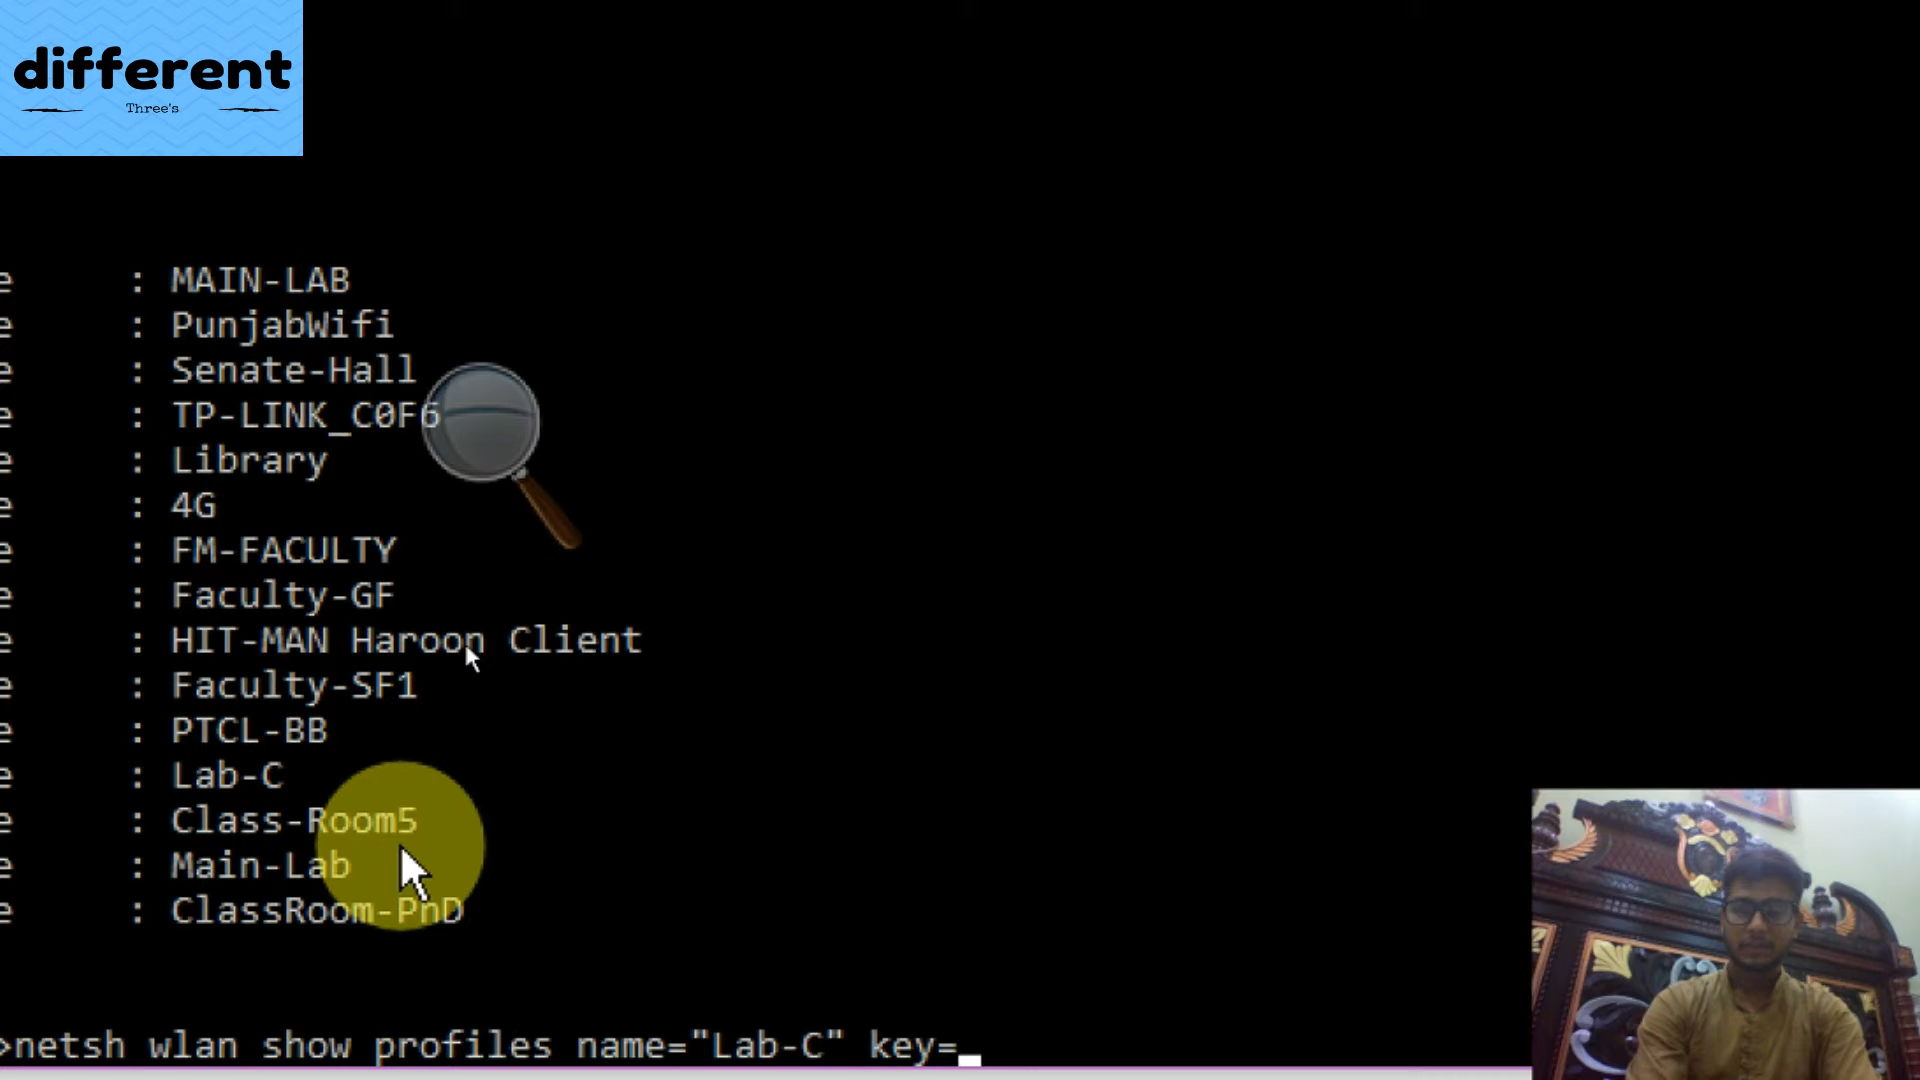 different
Three's
e : MAIN-LAB
e : PunjabWifi
e : Senate-Hall
e : TP-LINK_C0F6
e : Library
e : 4G
e : FM-FACULTY
e : Faculty-GF
e : HIT-MAN Haroon Client
e : Faculty-SF1
e : PTCL-BB
e : Lab-C
e : Class-Room5
e : Main-Lab
e : ClassRoom-PnD
>netsh wlan show profiles name="Lab-C" key=